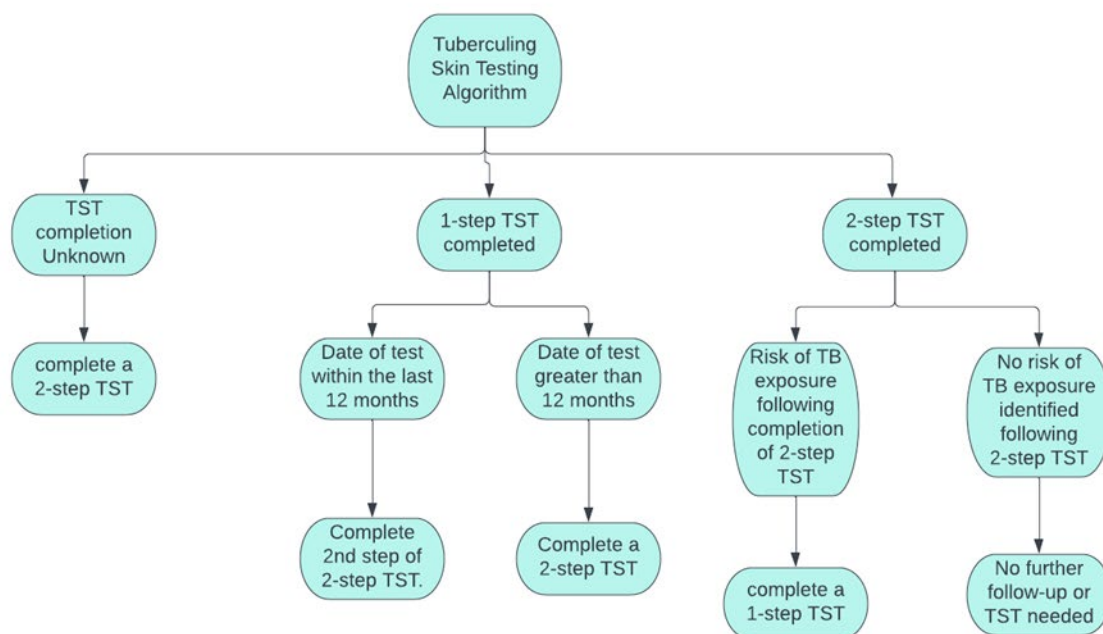 Tuberculing
Skin Testing
Algorithm
TST
completion
Unknown
1-step TST
completed
2-step TST
completed
complete a
2-step TST
Date of test
within the last
12 months
Date of test
greater than
12 months
Risk of TB
exposure
following
completion
of 2-step
TST
No risk of
TB exposure
identified
following
2-step TST
Complete
2nd step of
2-step TST.
Complete a
2-step TST
complete a
1-step TST
No further
follow-up or
TST needed